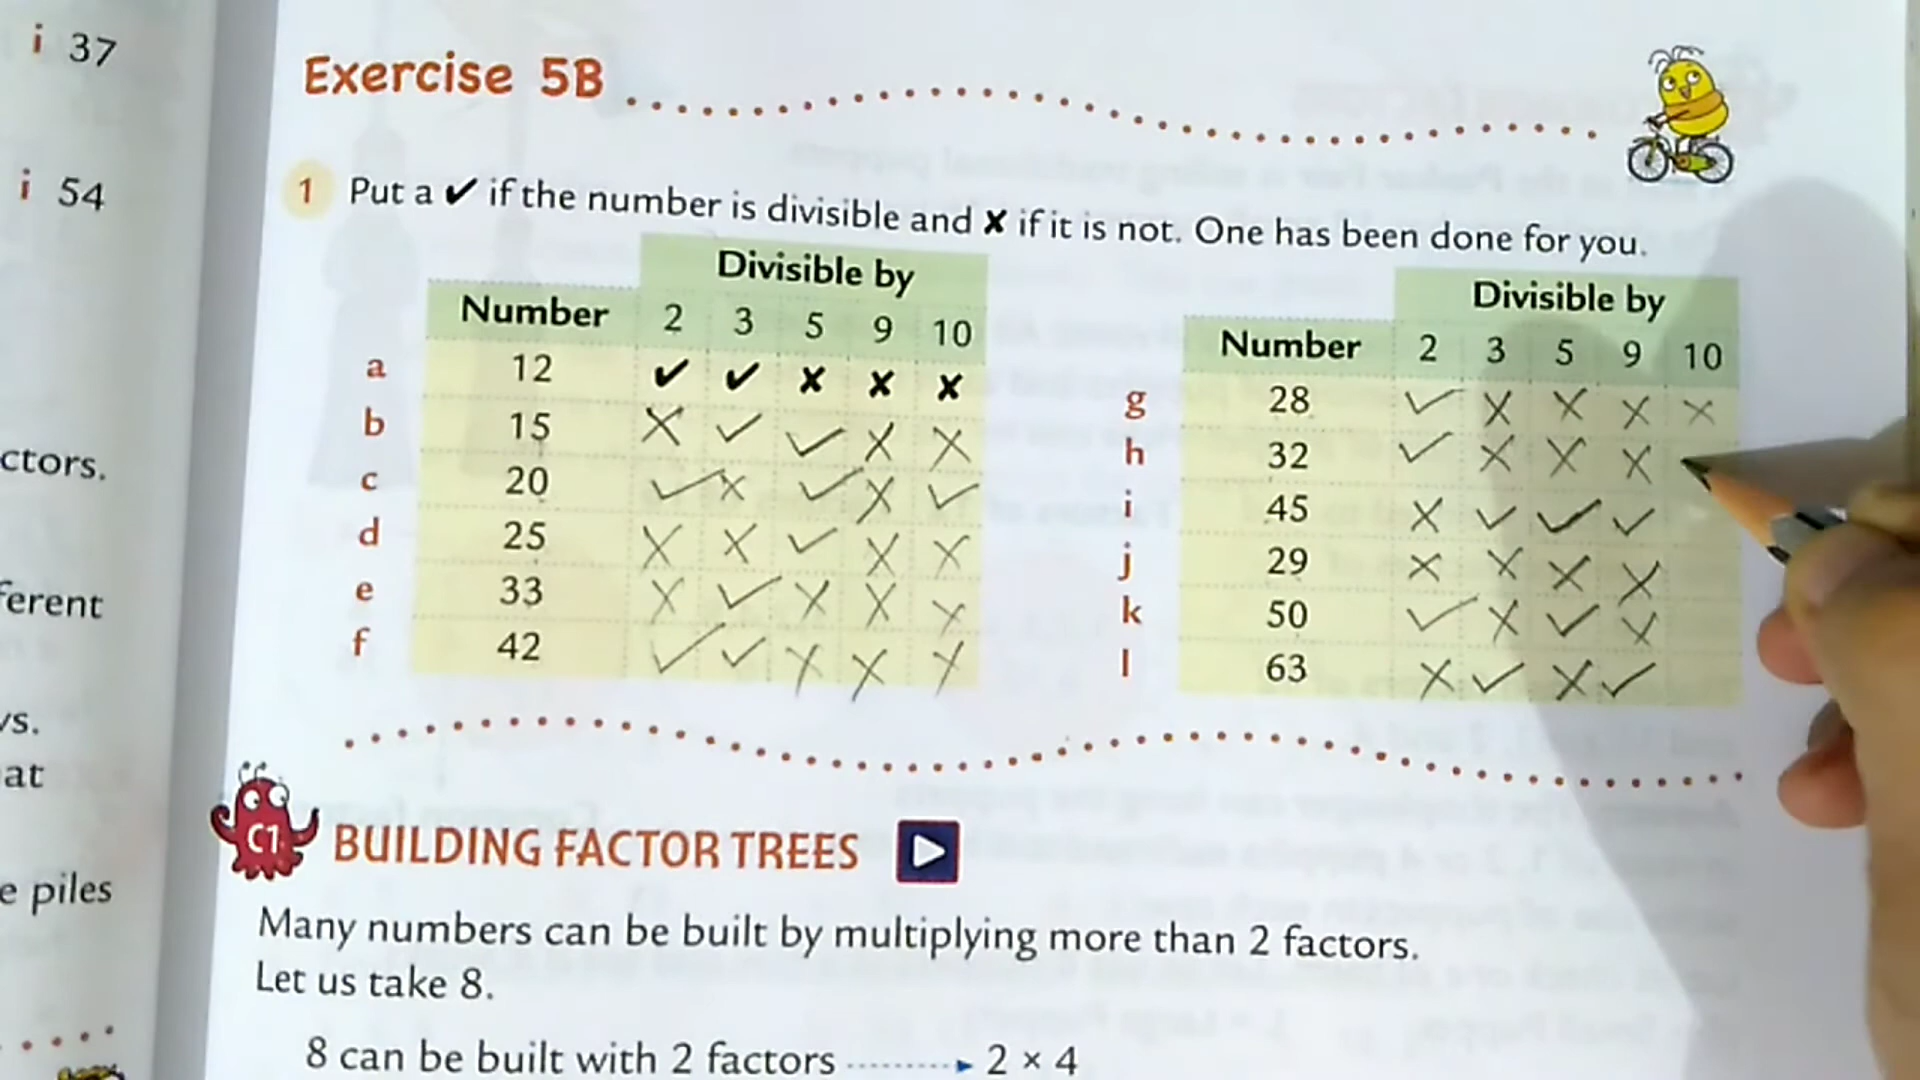 i 37
i 54
ctors.
erent
at
e piles
Exercise 5B
1 Put a ✔ if the number is divisible and ✘ if it is not. One has been done for you.
Divisible by
Number 2 3 5 9 10
a 12 ✔ ✔ ✘ ✘ ✘
b 15 ✗ ✓ ✓ ✗ ✗
c 20 ✓ ✗ ✓ ✗ ✓
d 25 ✗ ✗ ✓ ✗ ✗
e 33 ✗ ✓ ✗ ✗ ✗
f 42 ✓ ✓ ✗ ✗ ✗
Divisible by
Number 2 3 5 9 10
g 28 ✓ ✗ ✗ ✗ ✗
h 32 ✓ ✗ ✗ ✗
i 45 ✗ ✓ ✓ ✓
j 29 ✗ ✗ ✗ ✗
k 50 ✓ ✗ ✓ ✗
l 63 ✗ ✓ ✗ ✓
C1
BUILDING FACTOR TREES
Many numbers can be built by multiplying more than 2 factors.
Let us take 8.
8 can be built with 2 factors ........► 2 × 4